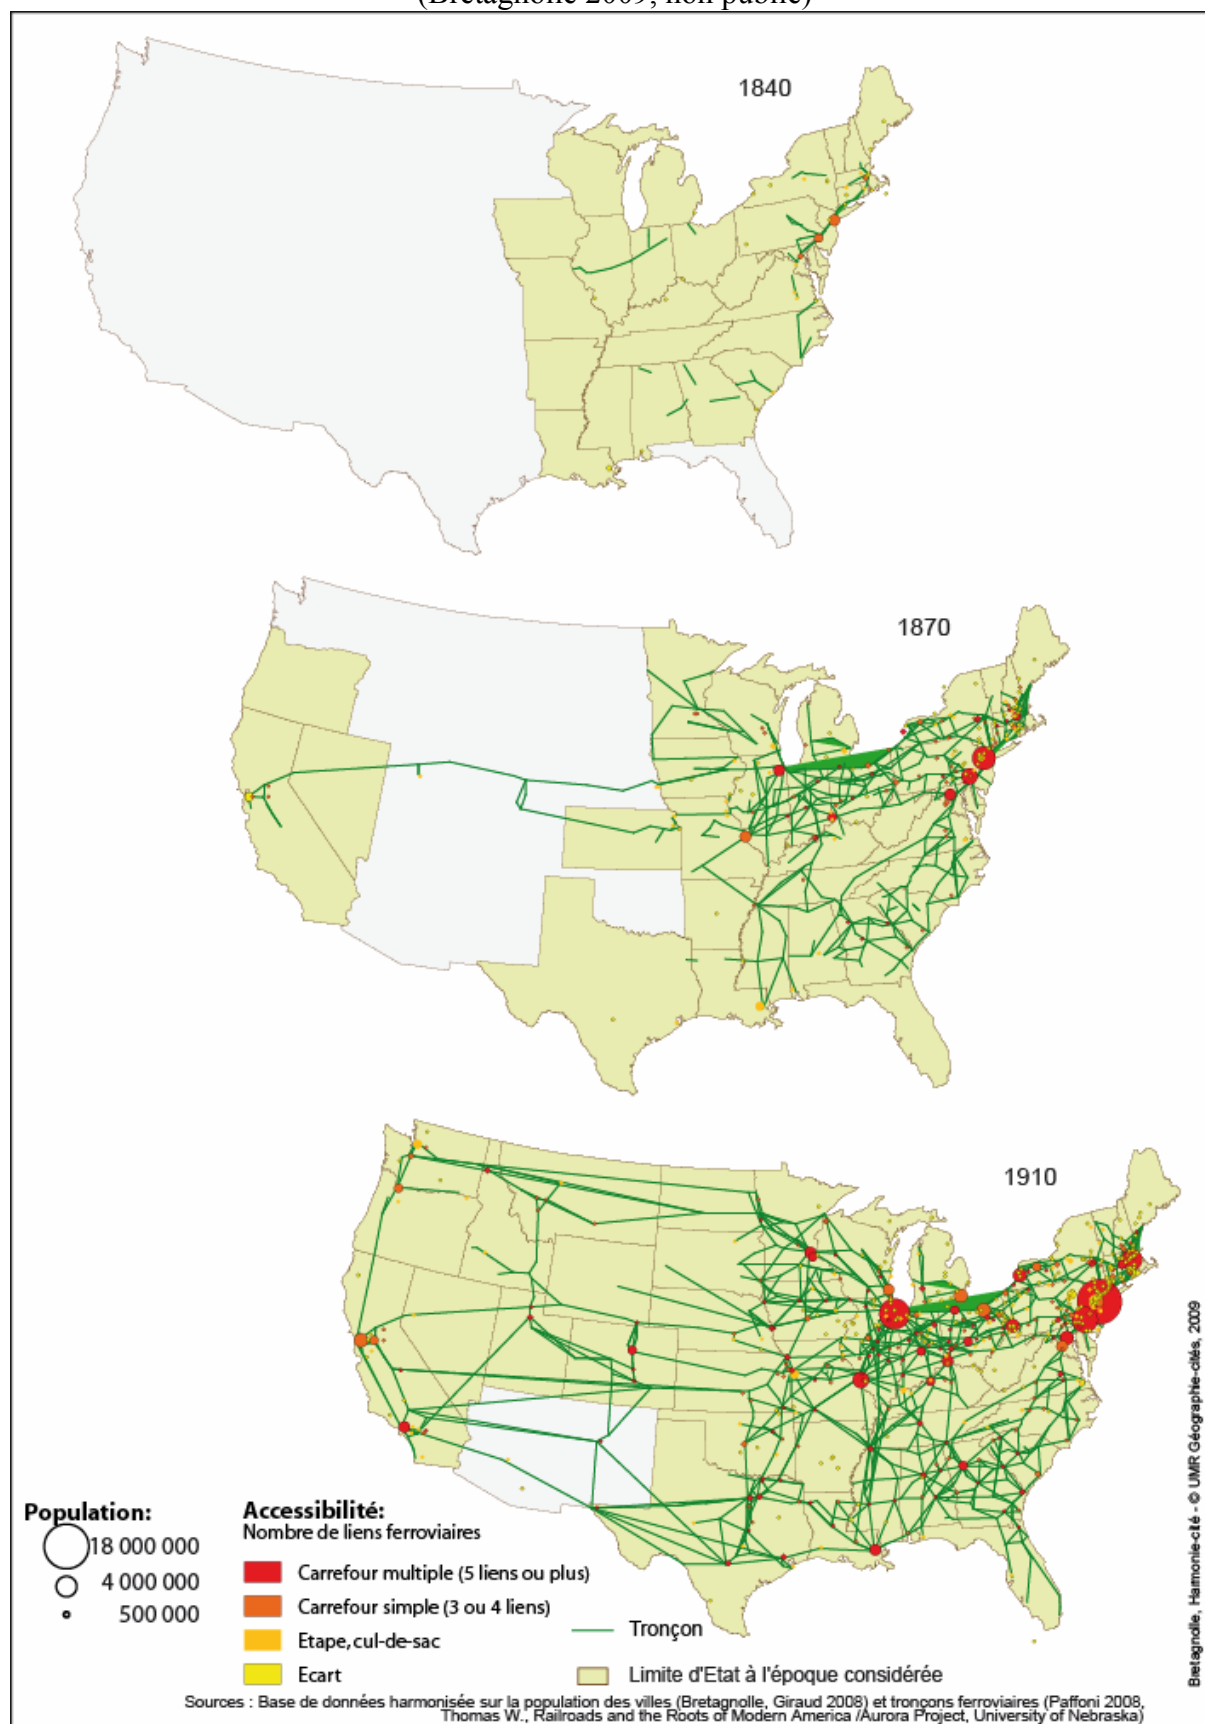 (Bretagnolle 2009, non public)
1840
1870
1910
Population:
18 000 000
4 000 000
500 000
Accessibilité:
Nombre de liens ferroviaires
Carrefour multiple (5 liens ou plus)
Carrefour simple (3 ou 4 liens)
Etape, cul-de-sac
Ecart
Tronçon
Limite d'Etat à l'époque considérée
Bretagnolle, Harmonie-cité - © UMR Géographie-cités, 2009
Sources : Base de données harmonisée sur la population des villes (Bretagnolle, Giraud 2008) et tronçons ferroviaires (Paffoni 2008,
Thomas W., Railroads and the Roots of Modern America /Aurora Project, University of Nebraska)